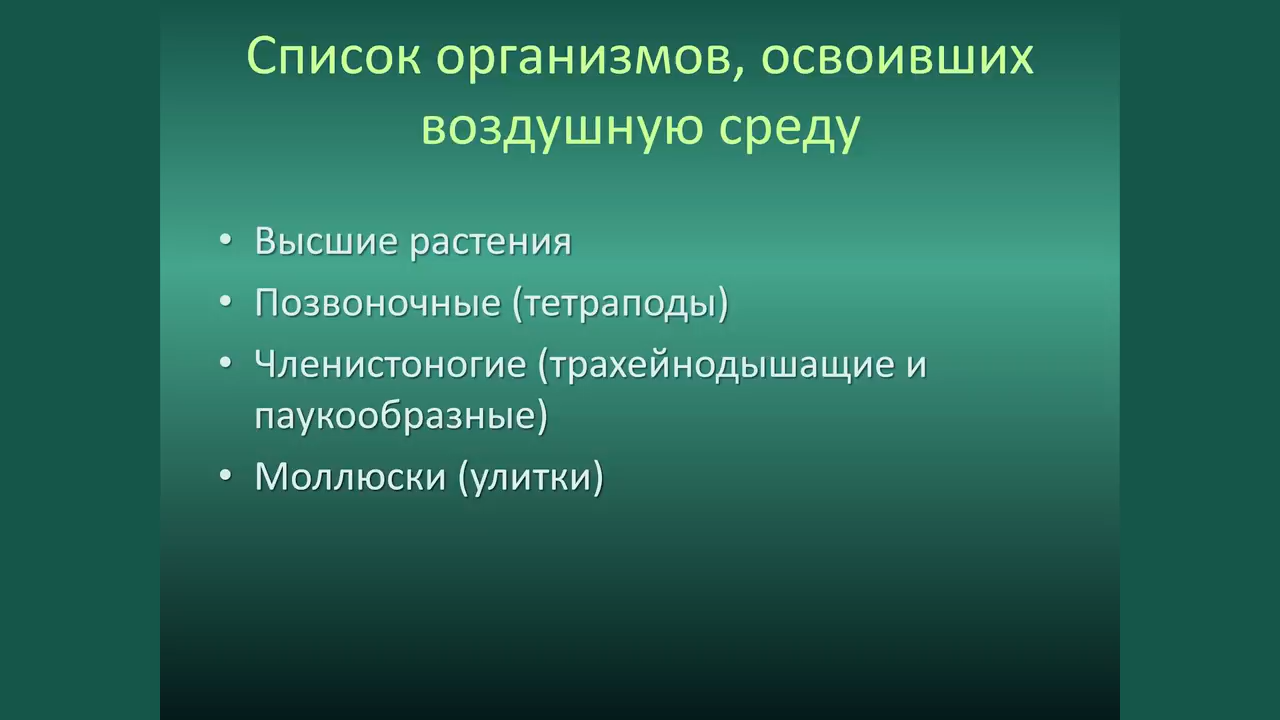 Список организмов, освоивших
воздушную среду
• Высшие растения
• Позвоночные (тетраподы)
• Членистоногие (трахейнодышащие и
паукообразные)
• Моллюски (улитки)